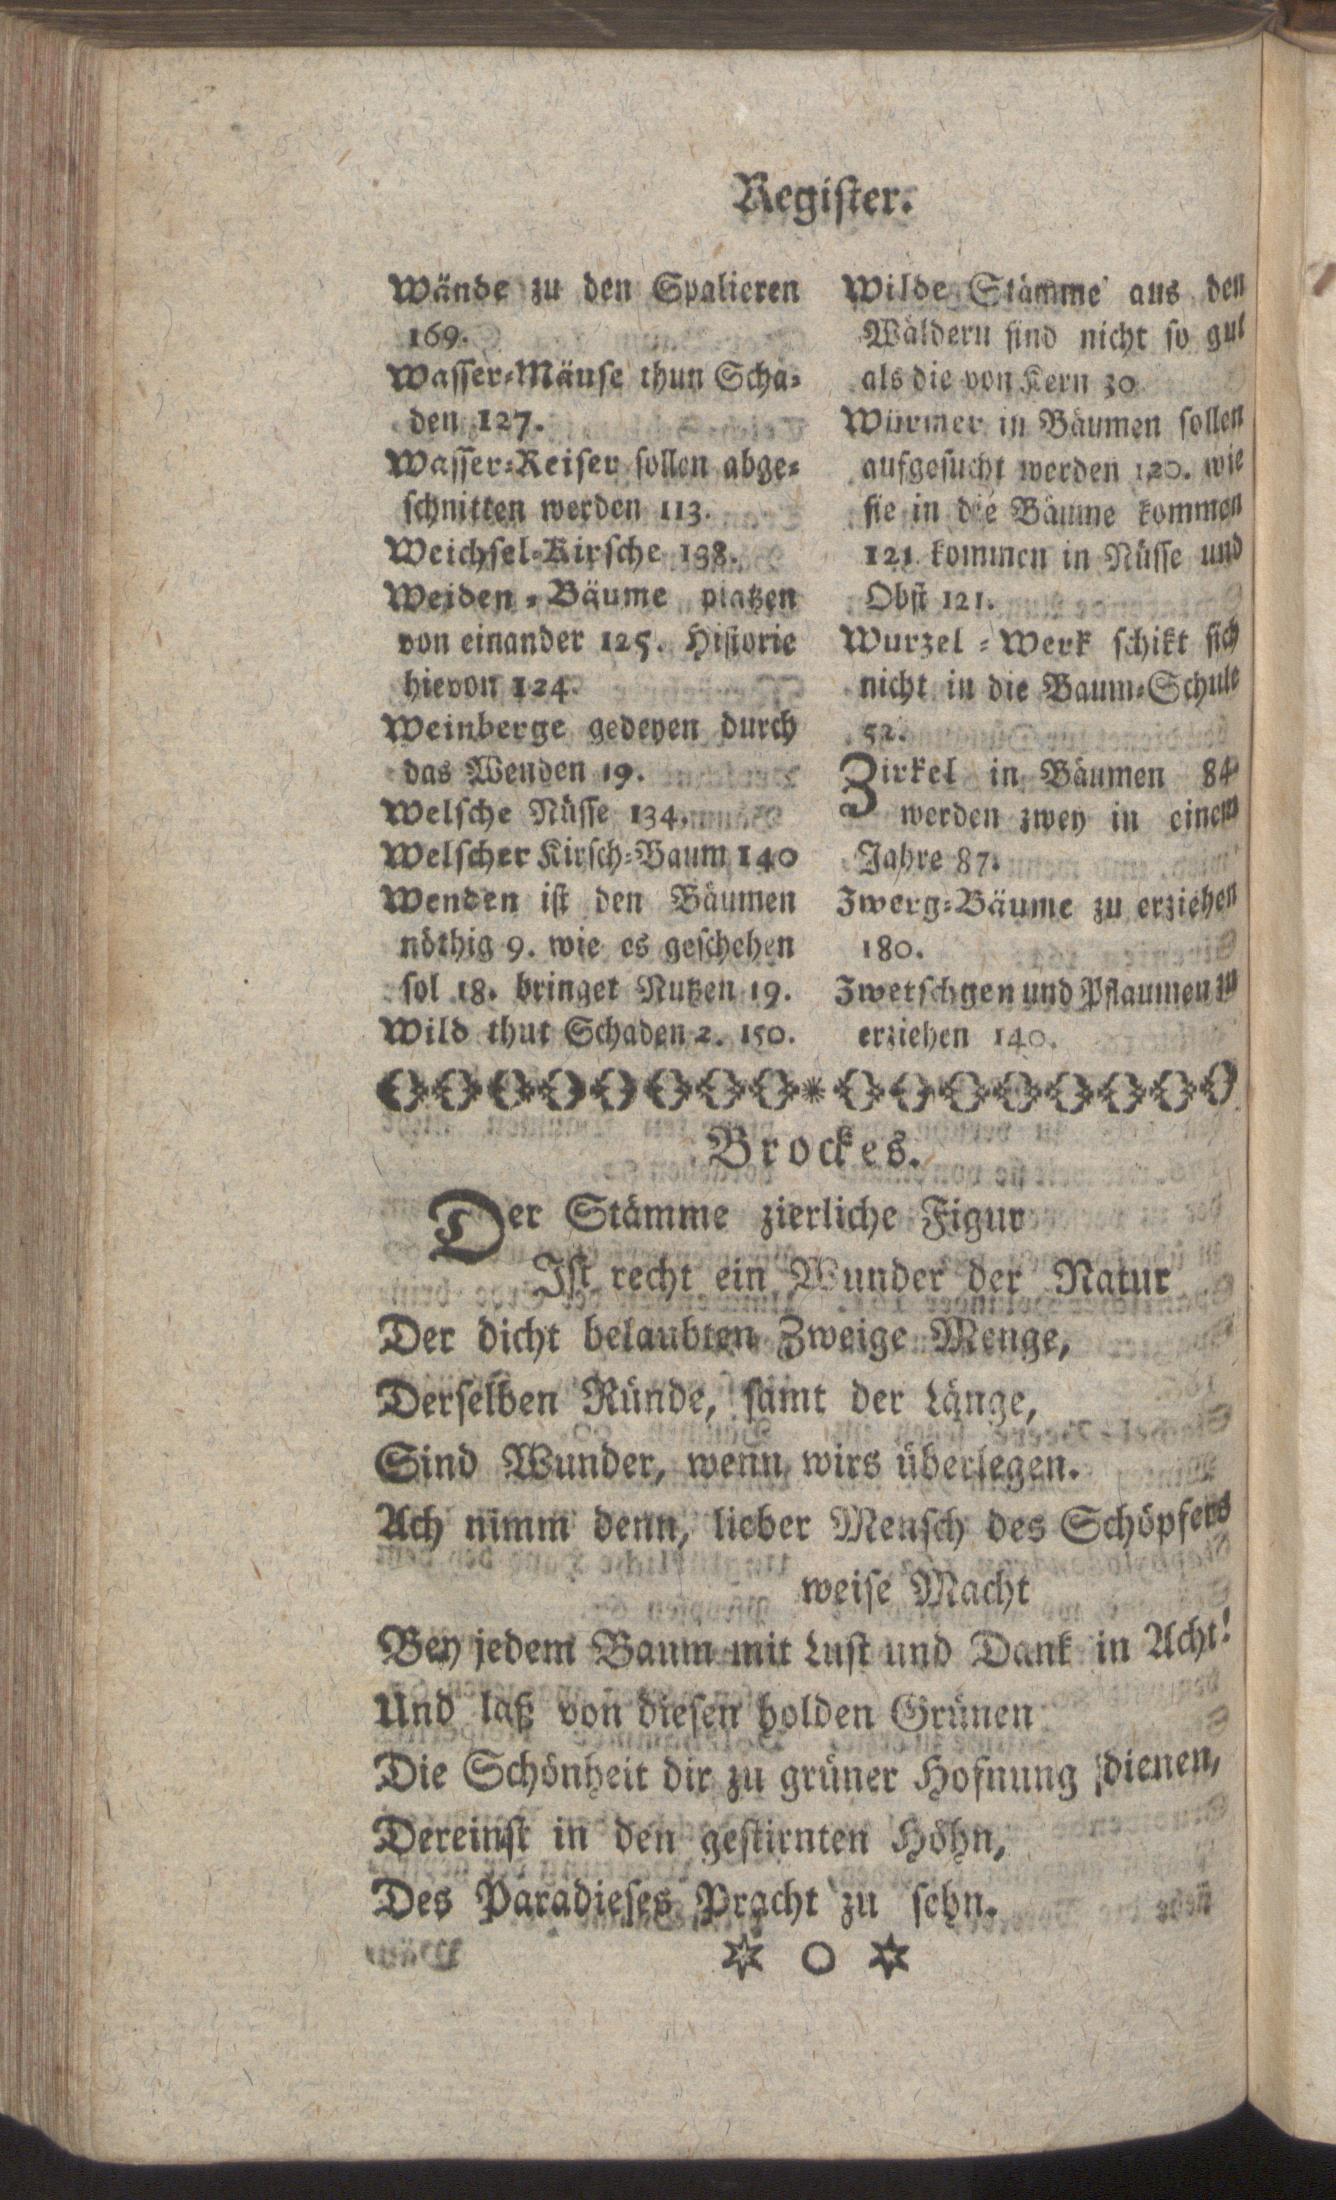 Register.
Wände zu den Spalieren
169.
Wasser-Mäuse thun Schä-
den 127.
Wasser-Reiser sollen abge-
schnitten werden 113.
Weichsel-Kirsche 138.
Weiden-Bäume platzen
von einander 125. Historie
hievon 124.
Weinberge gedeyen durch
das Wenden 19.
Welsche Nüsse 134.
Welscher Kirsch-Baum 140
Wenden ist den Bäumen
nöthig 9. wie es geschehen
sol 18. bringet Nutzen 19.
Wild thut Schaden 2. 150.
Wilde Stämme aus den
Wäldern sind nicht so gut
als die von Kern 30
Würmer in Bäumen sollen
aufgesucht werden 120. wie
sie in die Bäume kommen
121 kommen in Nüsse und
Obst 121.
Wurzel-Werk schikt sich
nicht in die Baum-Schule
52.
Zirkel in Bäumen 84
werden zwey in einem
Jahre 87.
Zwerg-Bäume zu erziehen
180.
Zwetschgen und Pflaumen zu
erziehen 140.
Brockes.
Der Stämme zierliche Figur
Ist recht ein Wunder der Natur
Der dicht belaubten Zweige Menge,
Derselben Ründe, samt der Länge,
Sind Wunder, wenn wirs überlegen.
Ach nimm denn, lieber Mensch des Schöpfers
weise Macht
Bey jedem Baum mit Lust und Dank in Acht!
Und laß von diesen holden Grünen
Die Schönheit dir zu grüner Hofnung dienen,
Dereinst in den gestirnten Höhn,
Des Paradieses Pracht zu sehn.